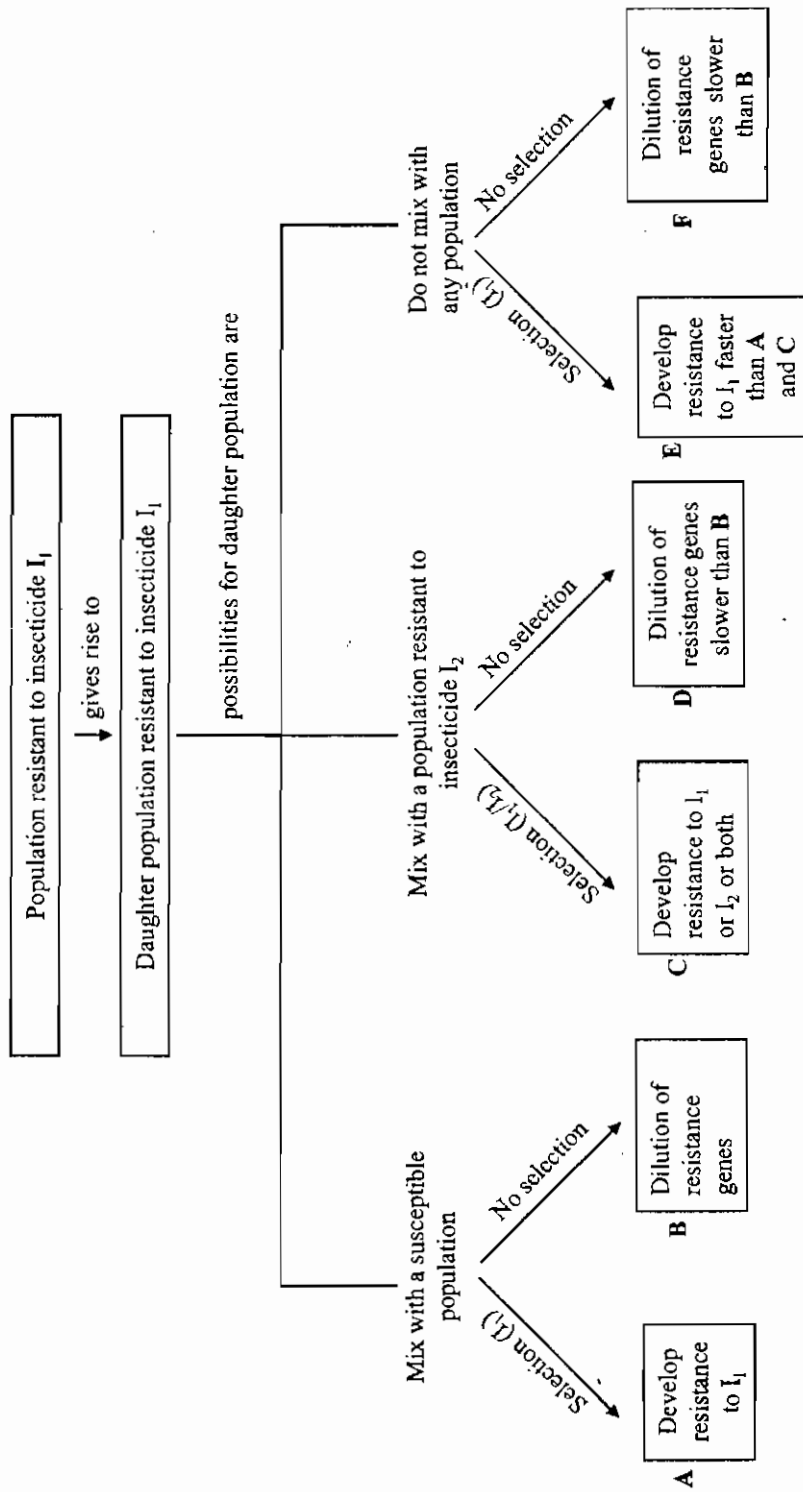 Population resistant to insecticide I₁
gives rise to
Daughter population resistant to insecticide I₁
possibilities for daughter population are
Mix with a susceptible
population
Selection (I₁)
No selection
A
Develop
resistance
to I₁
B
Dilution of
resistance
genes
Mix with a population resistant to
insecticide I₂
Selection (I₁/I₂)
No selection
C
Develop
resistance to I₁
or I₂ or both
D
Dilution of
resistance genes
slower than B
Do not mix with
any population
Selection (I₁)
No selection
E
Develop
resistance
to I₁ faster
than A
and C
F
Dilution of
resistance
genes slower
than B